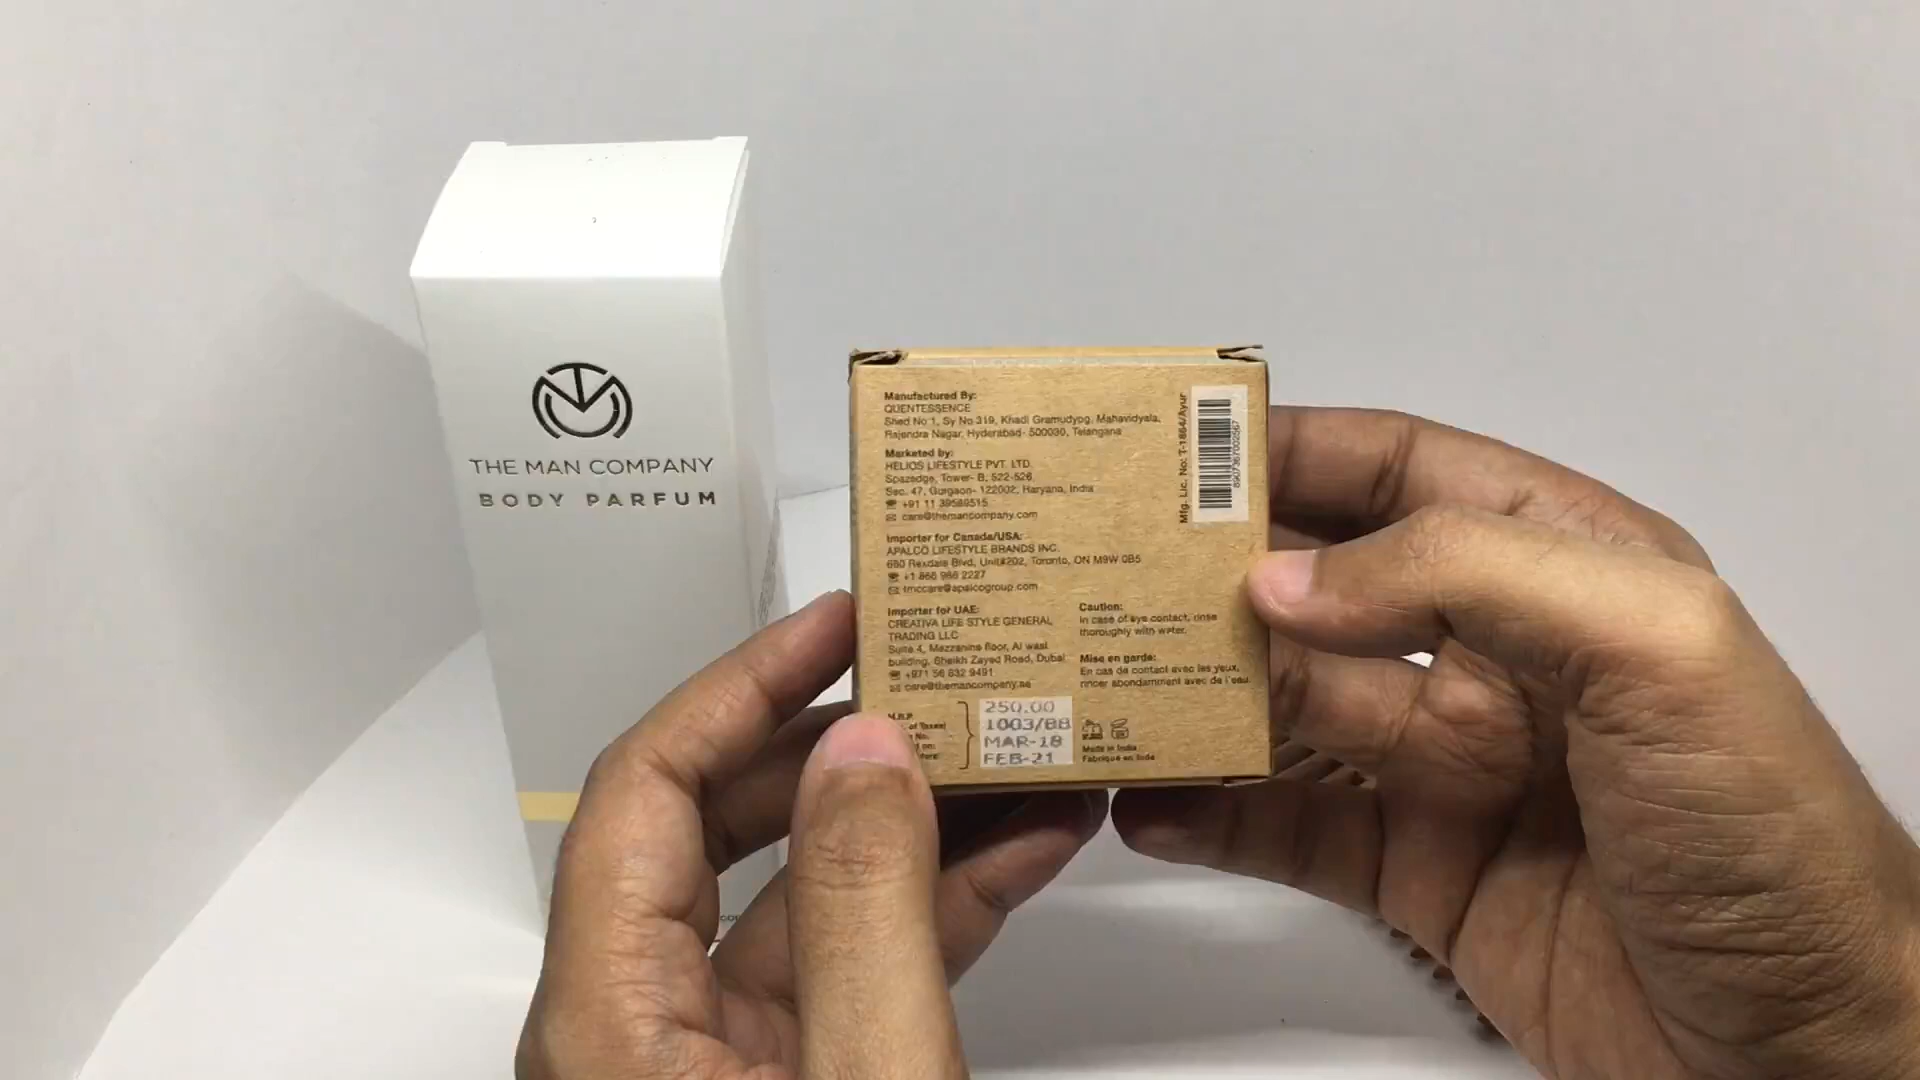 THE MAN COMPANY
BODY PARFUM
Manufactured By:
QUENTESSENCE
Shed No 1, Sy No 319, Khadi Gramudyog, Mahavidyala,
Rajendra Nagar, Hyderabad- 500030, Telangana
Marketed by:
HELIOS LIFESTYLE PVT. LTD.
Spazedge, Tower- B, 522-526,
Sec. 47, Gurgaon- 122002, Haryana, India
+91 11 39589515
care@themancompany.com
Importer for Canada/USA:
APALCO LIFESTYLE BRANDS INC.
680 Rexdale Blvd, Unit#202, Toronto, ON M9W 0B5
+1 866 988 2227
tmccare@apalcogroup.com
Importer for UAE:
CREATIVA LIFE STYLE GENERAL
TRADING LLC
Suite 4, Mezzanine floor, Al wasl
building, Sheikh Zayed Road, Dubai
+971 56 832 9491
care@themancompany.ae
Caution:
In case of eye contact, rinse
thoroughly with water.
Mise en garde:
En cas de contact avec les yeux,
rincer abondamment avec de l'eau
Mfg. Lic. No: T-1864/Ayur
M.R.P.
of Taxes)
No.
on:
250.00
1003/BB
MAR-18
FEB-21
Made in India
Fabriqué en Inde